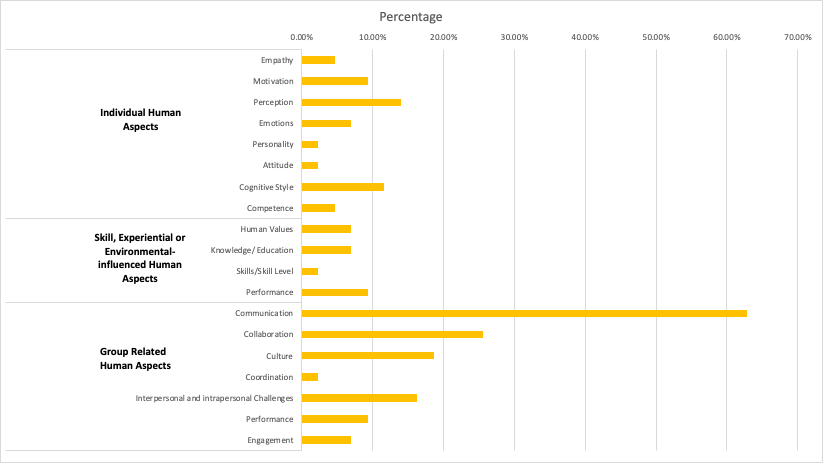 Percentage
0.00% 10.00% 20.00% 30.00% 40.00% 50.00% 60.00% 70.00%
Individual Human
Aspects
Empathy
Motivation
Perception
Emotions
Personality
Attitude
Cognitive Style
Competence
Skill, Experiential or
Environmental-
influenced Human
Aspects
Human Values
Knowledge/ Education
Skills/Skill Level
Performance
Group Related
Human Aspects
Communication
Collaboration
Culture
Coordination
Interpersonal and intrapersonal Challenges
Performance
Engagement